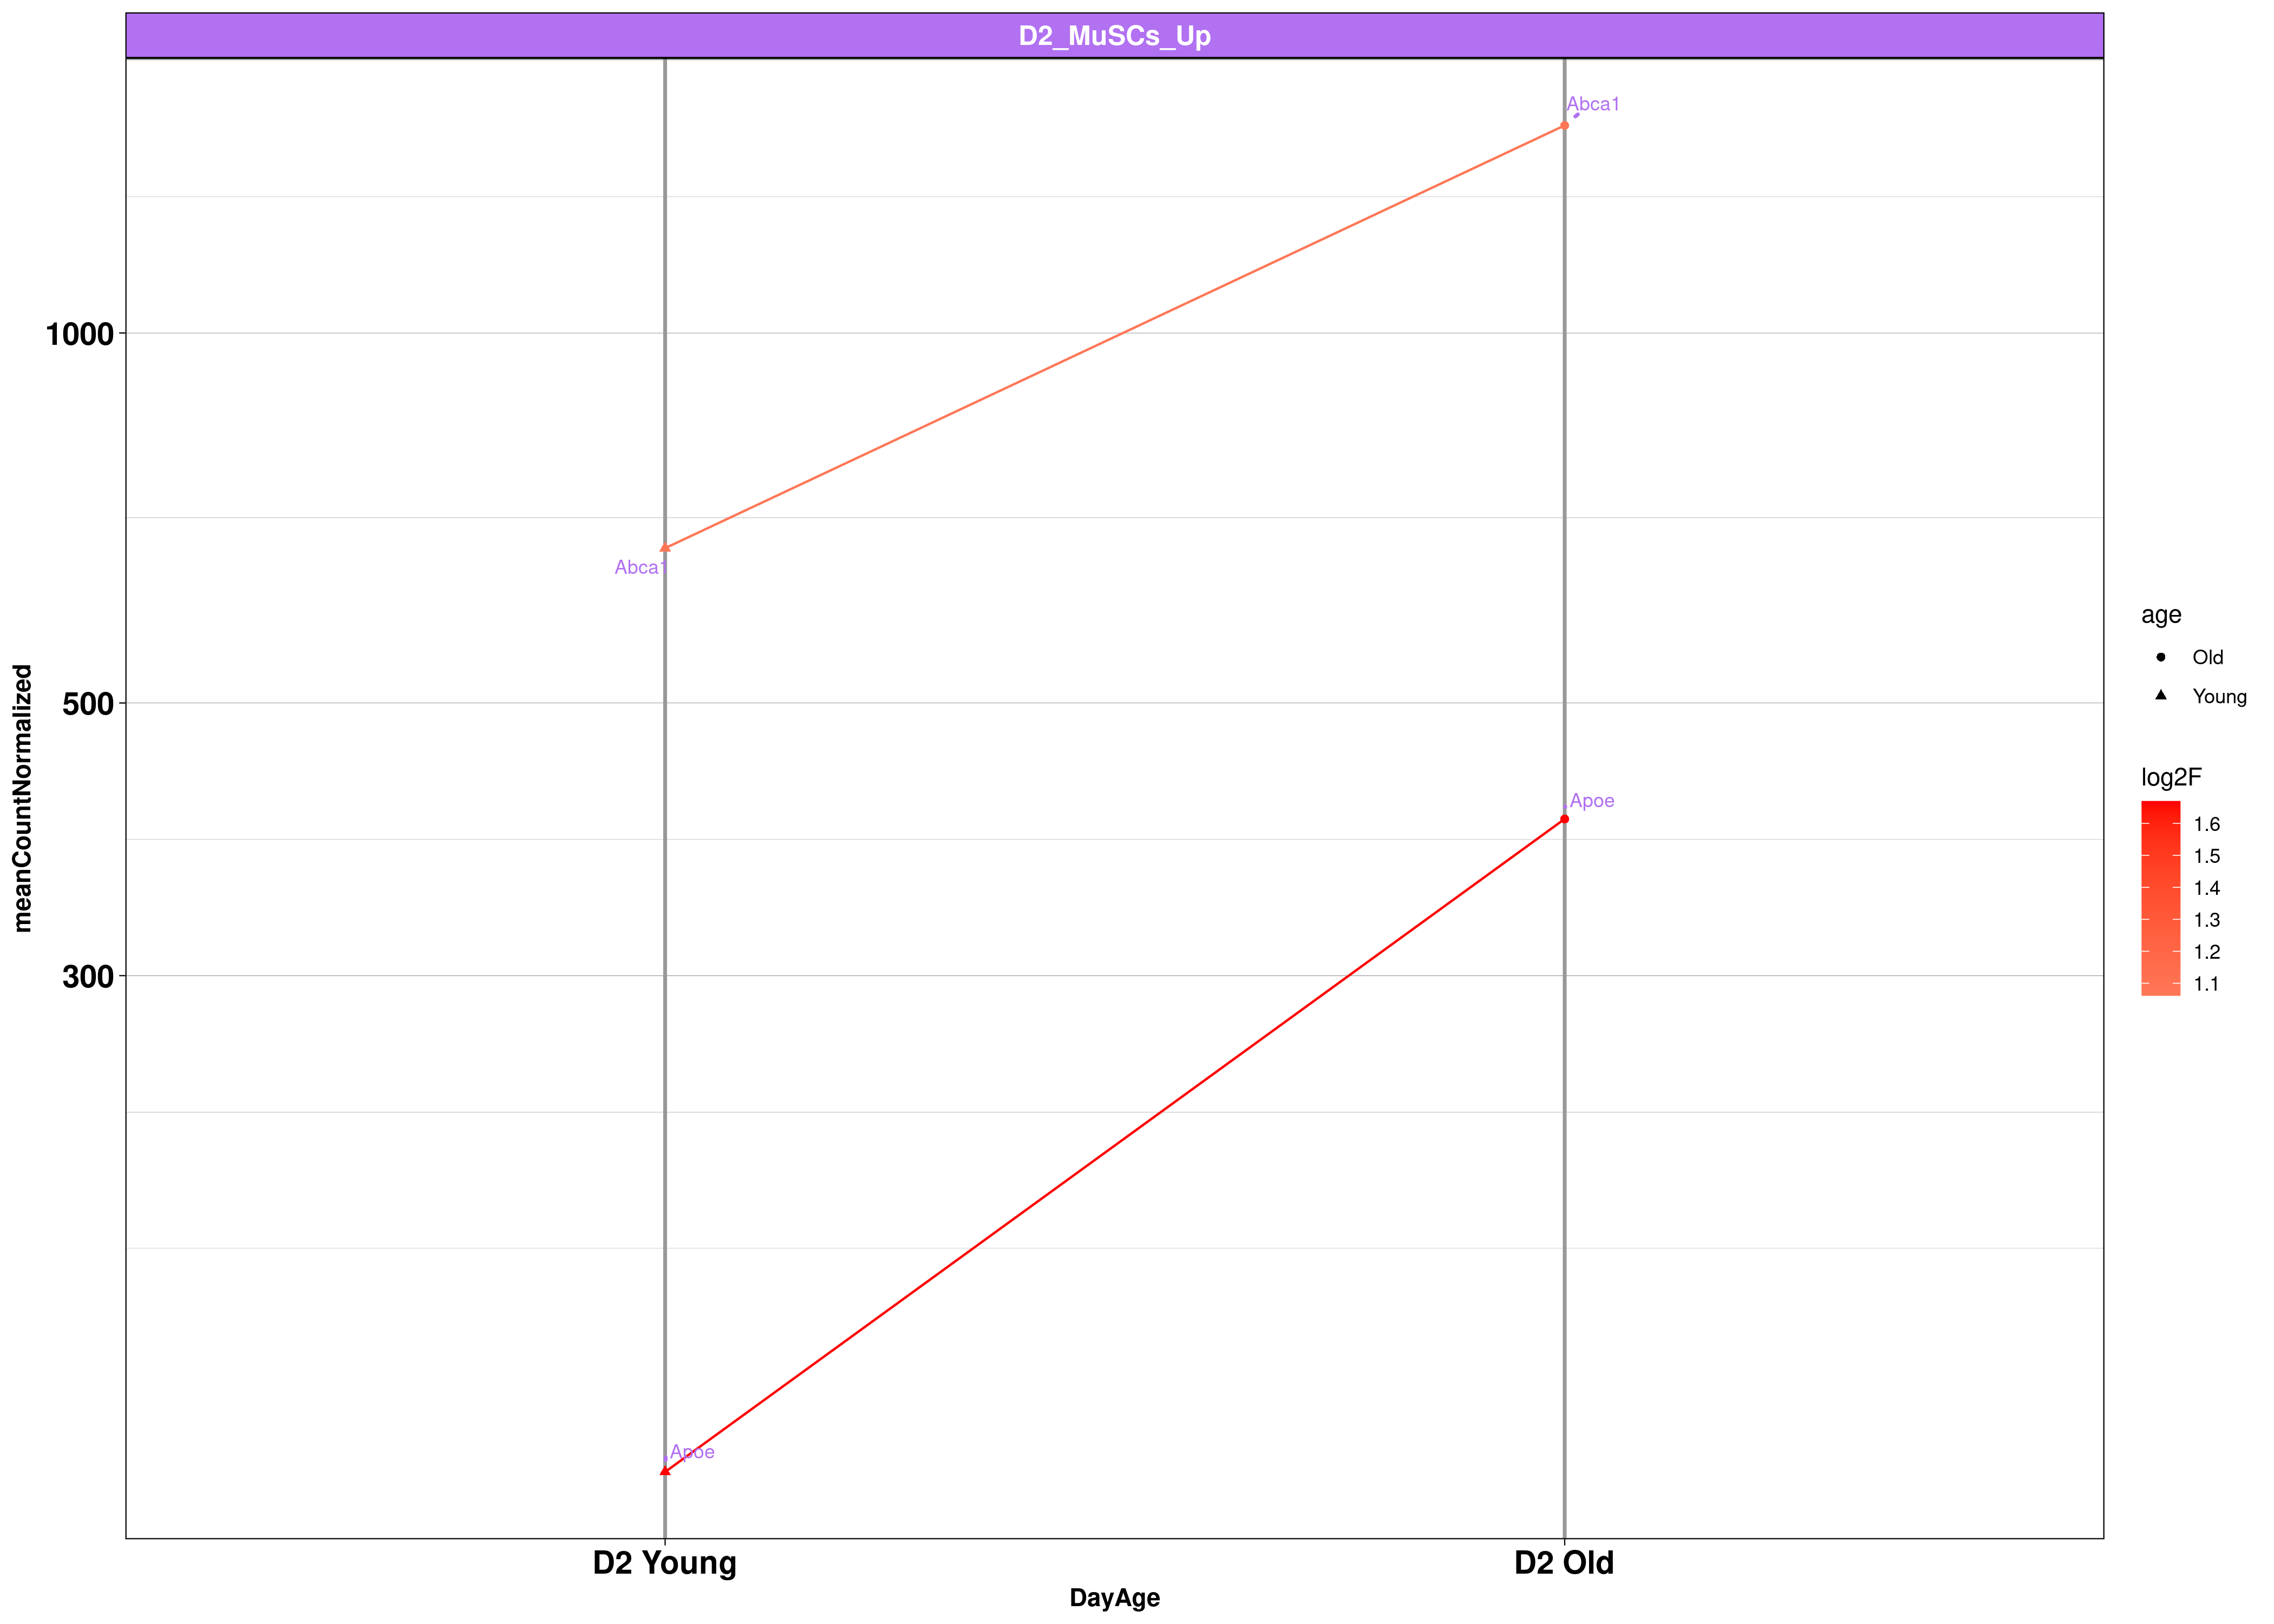 D2_MuSCs_Up
Abca1
1000
Abca1
500
Apoe
300
Apoe
meanCountNormalized
D2 Young
D2 Old
DayAge
age
Old
Young
log2F
1.6
1.5
1.4
1.3
1.2
1.1